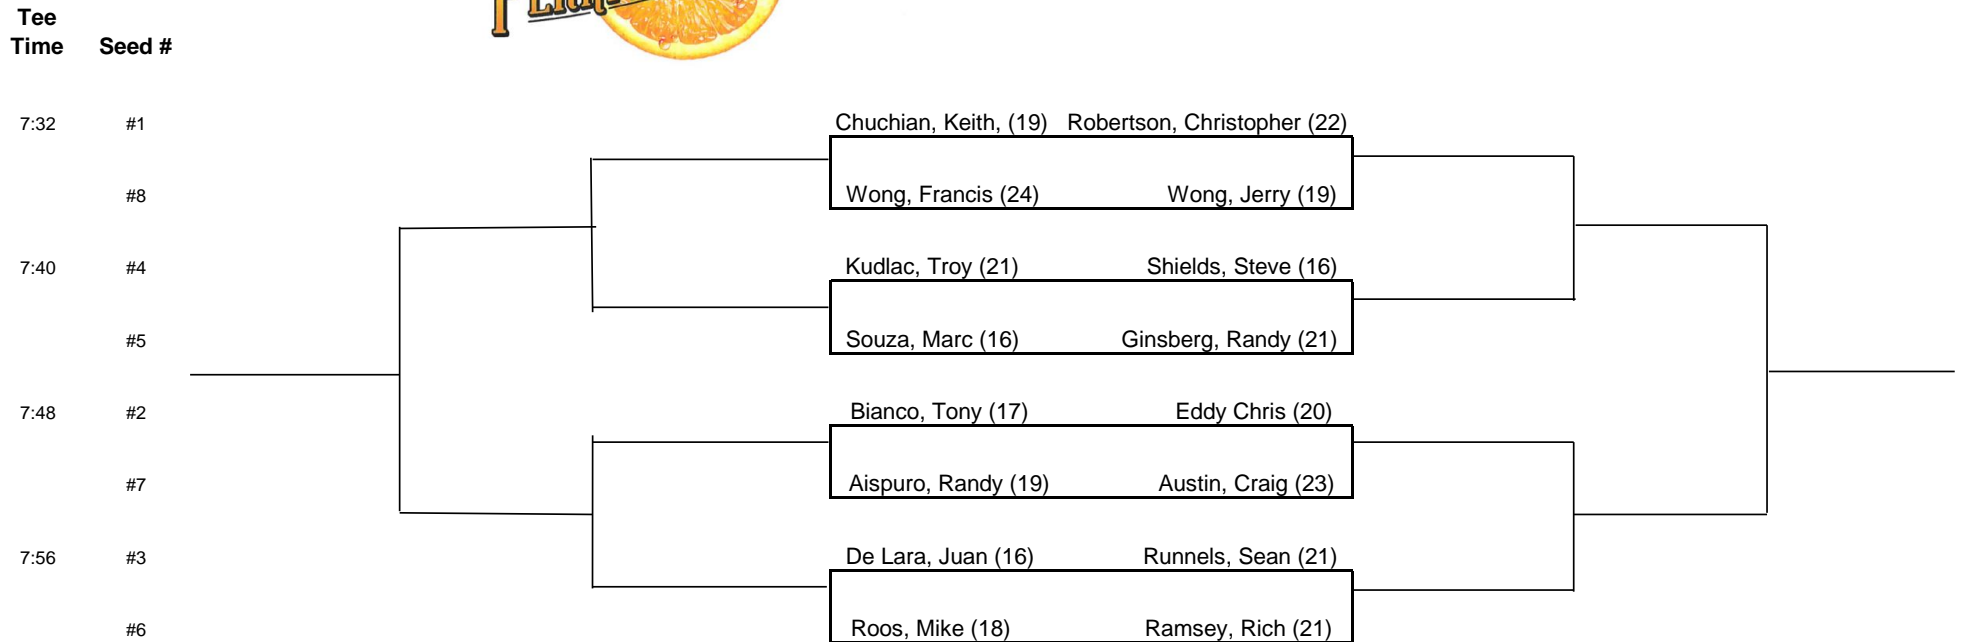 Tee
Time Seed #
7:32 #1 Chuchian, Keith, (19) Robertson, Christopher (22)
#8 Wong, Francis (24) Wong, Jerry (19)
7:40 #4 Kudlac, Troy (21) Shields, Steve (16)
#5 Souza, Marc (16) Ginsberg, Randy (21)
7:48 #2 Bianco, Tony (17) Eddy Chris (20)
#7 Aispuro, Randy (19) Austin, Craig (23)
7:56 #3 De Lara, Juan (16) Runnels, Sean (21)
#6 Roos, Mike (18) Ramsey, Rich (21)